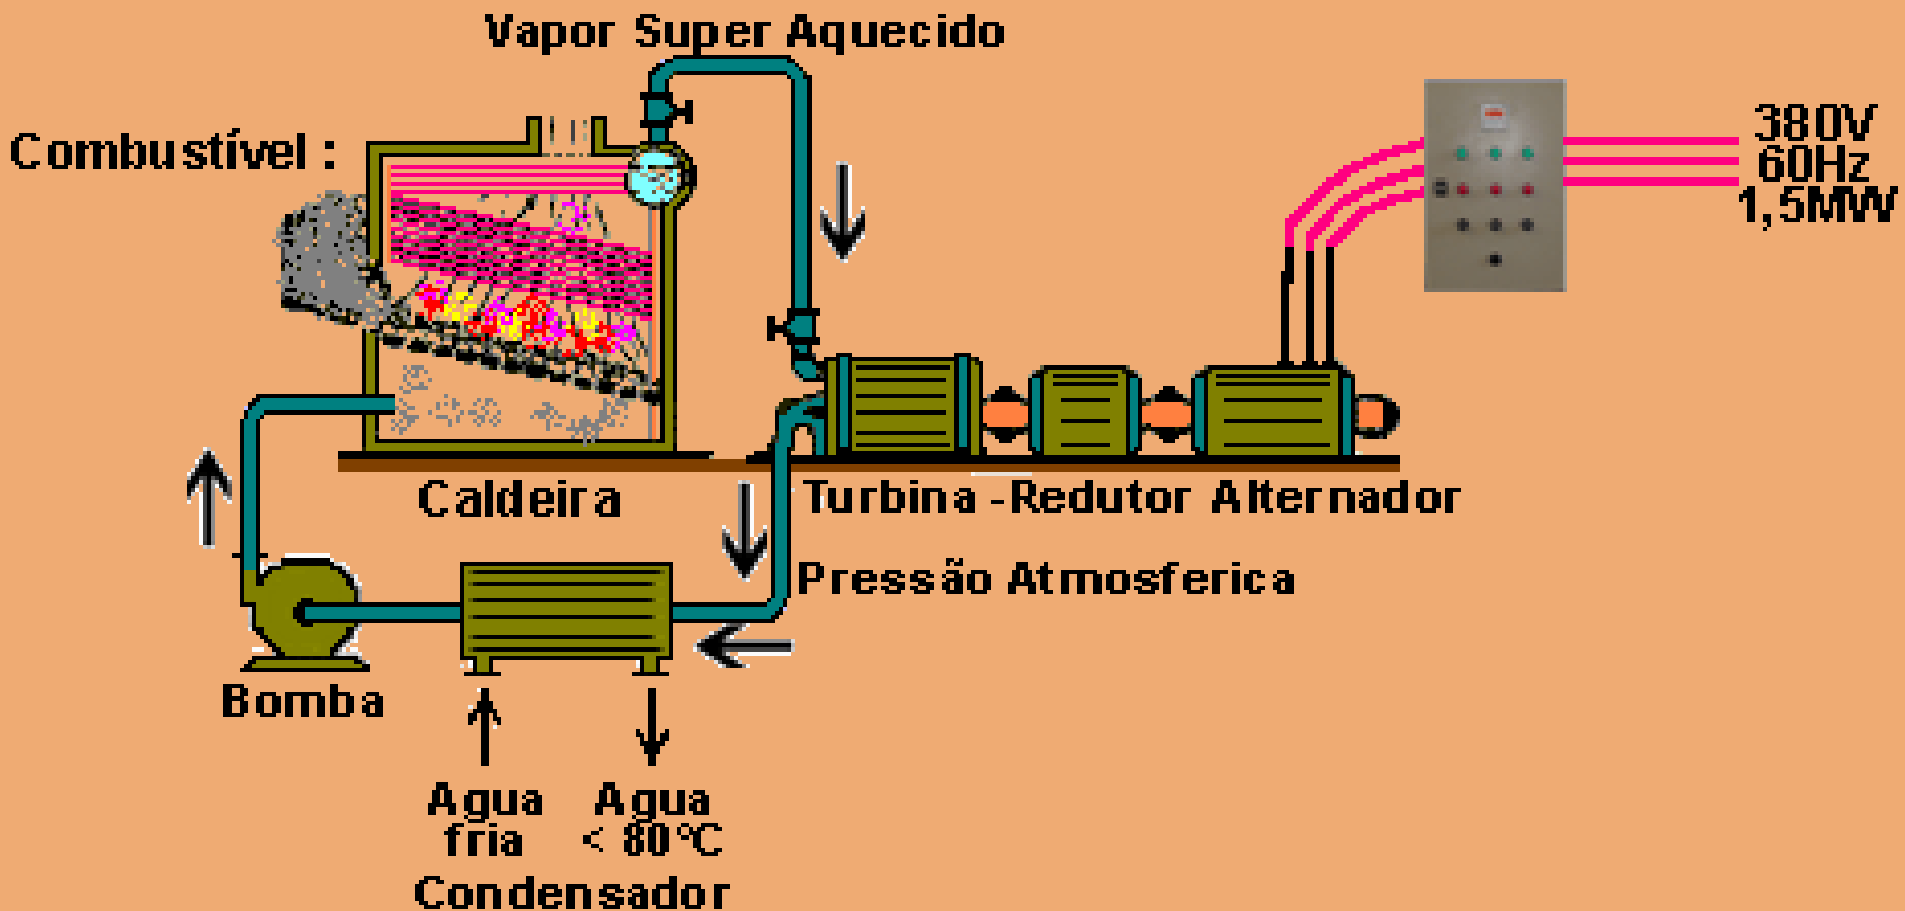 Vapor Super Aquecido
Combustível :
380V
60Hz
1,5MW
Caldeira
Turbina -Redutor Alternador
Pressão Atmosferica
Bomba
Agua fria
Agua < 80°C
Condensador